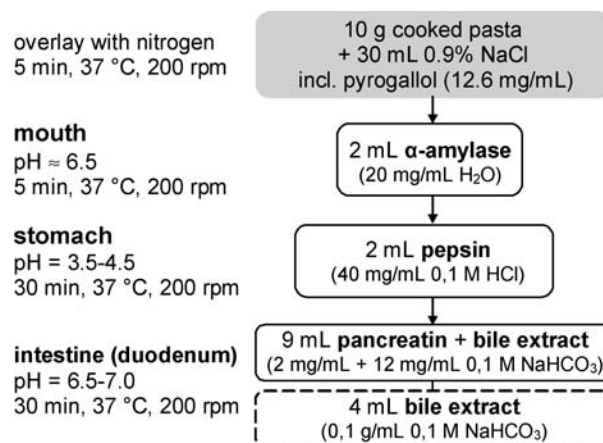 overlay with nitrogen
5 min, 37 °C, 200 rpm
10 g cooked pasta
+ 30 mL 0.9% NaCl
incl. pyrogallol (12.6 mg/mL)
mouth
pH ≈ 6.5
5 min, 37 °C, 200 rpm
2 mL α-amylase
(20 mg/mL H₂O)
stomach
pH = 3.5-4.5
30 min, 37 °C, 200 rpm
2 mL pepsin
(40 mg/mL 0,1 M HCl)
intestine (duodenum)
pH = 6.5-7.0
30 min, 37 °C, 200 rpm
9 mL pancreatin + bile extract
(2 mg/mL + 12 mg/mL 0,1 M NaHCO₃)
4 mL bile extract
(0,1 g/mL 0,1 M NaHCO₃)